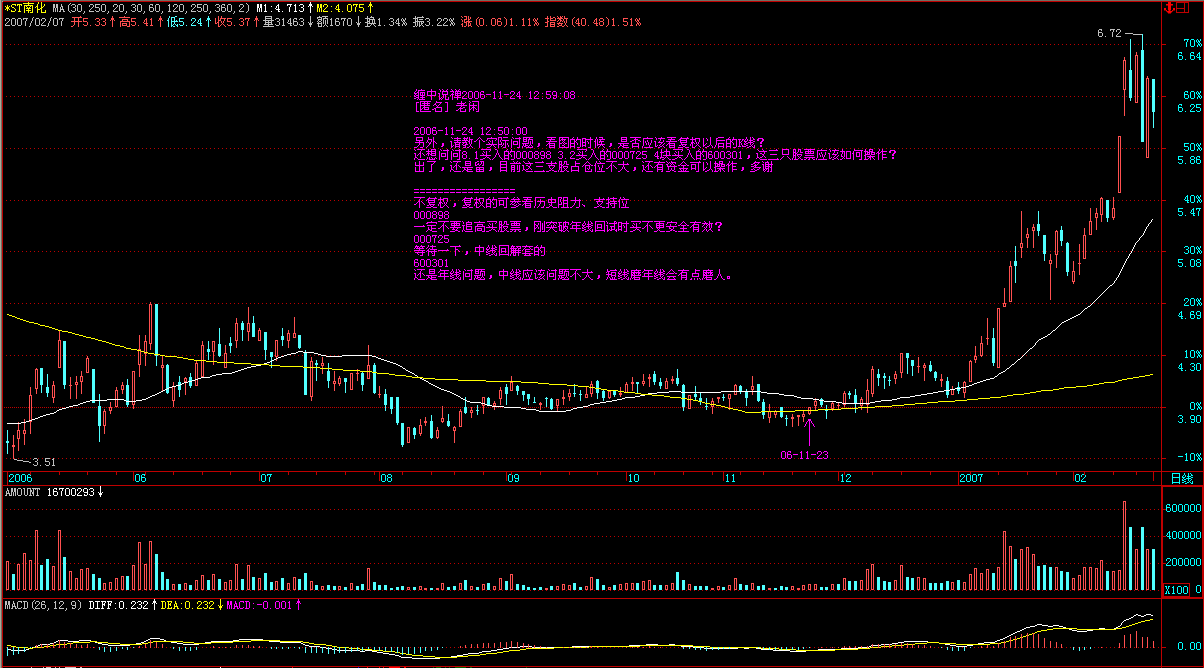 *ST南化 MA(30,250,20,30,60,120,250,360,2) M1:4.713↑M2:4.075↑
2007/02/07 开5.33↑高5.41↑低5.24↑收5.37↑量31463↓额1670↓换1.34% 振3.22% 涨(0.06)1.11% 指数(40.48)1.51%
6.72
70%
6.64
60%
6.25
50%
5.86
40%
5.47
30%
5.08
20%
4.69
10%
4.30
0%
3.90
-10%
缠中说禅2006-11-24 12:59:08
[匿名] 老闲
2006-11-24 12:50:00
另外，请教个实际问题，看图的时候，是否应该看复权以后的K线？
还想问问8.1买入的000898 3.2买入的000725 4块买入的600301，这三只股票应该如何操作？
出了，还是留，目前这三支股占仓位不大，还有资金可以操作，多谢
=================
不复权，复权的可参看历史阻力、支持位
000898
一定不要追高买股票，刚突破年线回试时买不更安全有效？
000725
等待一下，中线回解套的
600301
还是年线问题，中线应该问题不大，短线磨年线会有点磨人。
06-11-23
3.51
2006 06 07 08 09 10 11 12 2007 02 日线
AMOUNT 16700293↓
600000
400000
200000
X100 0
MACD(26,12,9) DIFF:0.232↑DEA:0.232↓MACD:-0.001↑
0.00